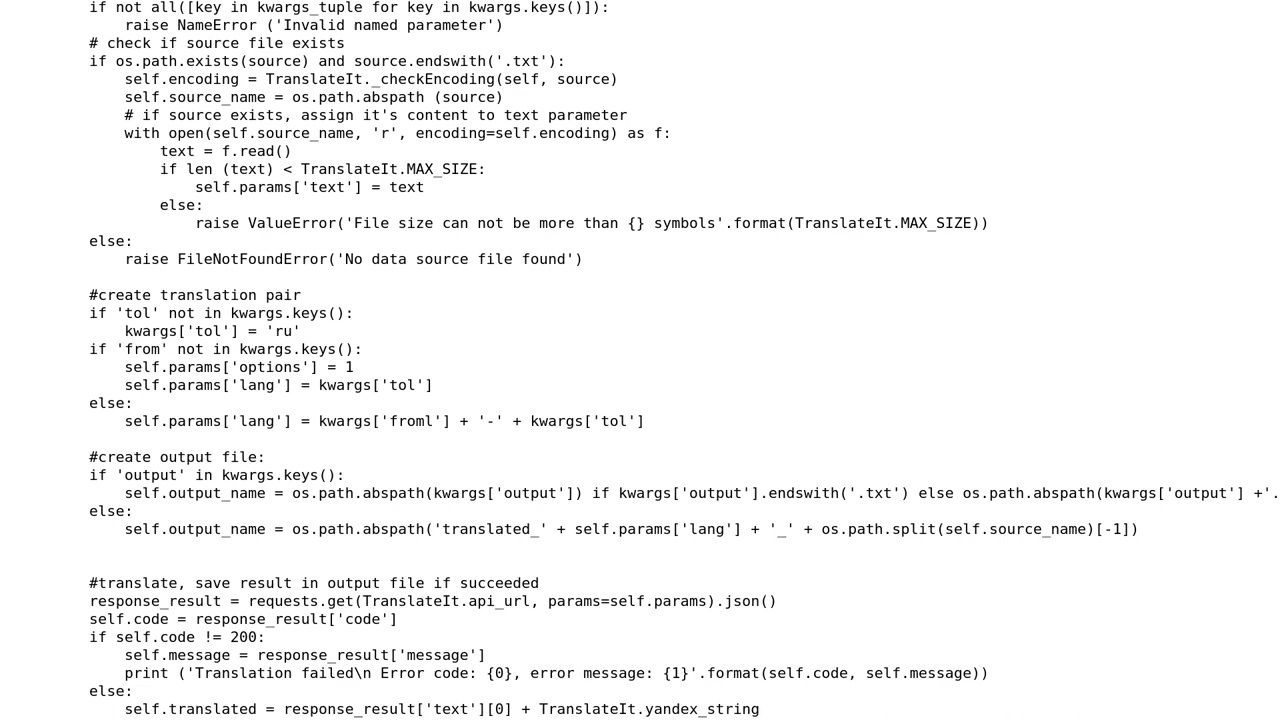 if not all([key in kwargs_tuple for key in kwargs.keys()]):
raise NameError ('Invalid named parameter')
# check if source file exists
if os.path.exists(source) and source.endswith('.txt'):
self.encoding = TranslateIt._checkEncoding(self, source)
self.source_name = os.path.abspath (source)
# if source exists, assign it's content to text parameter
with open(self.source_name, 'r', encoding=self.encoding) as f:
text = f.read()
if len (text) < TranslateIt.MAX_SIZE:
self.params['text'] = text
else:
raise ValueError('File size can not be more than {} symbols'.format(TranslateIt.MAX_SIZE))
else:
raise FileNotFoundError('No data source file found')
#create translation pair
if 'tol' not in kwargs.keys():
kwargs['tol'] = 'ru'
if 'from' not in kwargs.keys():
self.params['options'] = 1
self.params['lang'] = kwargs['tol']
else:
self.params['lang'] = kwargs['froml'] + '-' + kwargs['tol']
#create output file:
if 'output' in kwargs.keys():
self.output_name = os.path.abspath(kwargs['output']) if kwargs['output'].endswith('.txt') else os.path.abspath(kwargs['output'] +'.
else:
self.output_name = os.path.abspath('translated_' + self.params['lang'] + '_' + os.path.split(self.source_name)[-1])
#translate, save result in output file if succeeded
response_result = requests.get(TranslateIt.api_url, params=self.params).json()
self.code = response_result['code']
if self.code != 200:
self.message = response_result['message']
print ('Translation failed\n Error code: {0}, error message: {1}'.format(self.code, self.message))
else:
self.translated = response_result['text'][0] + TranslateIt.yandex_string